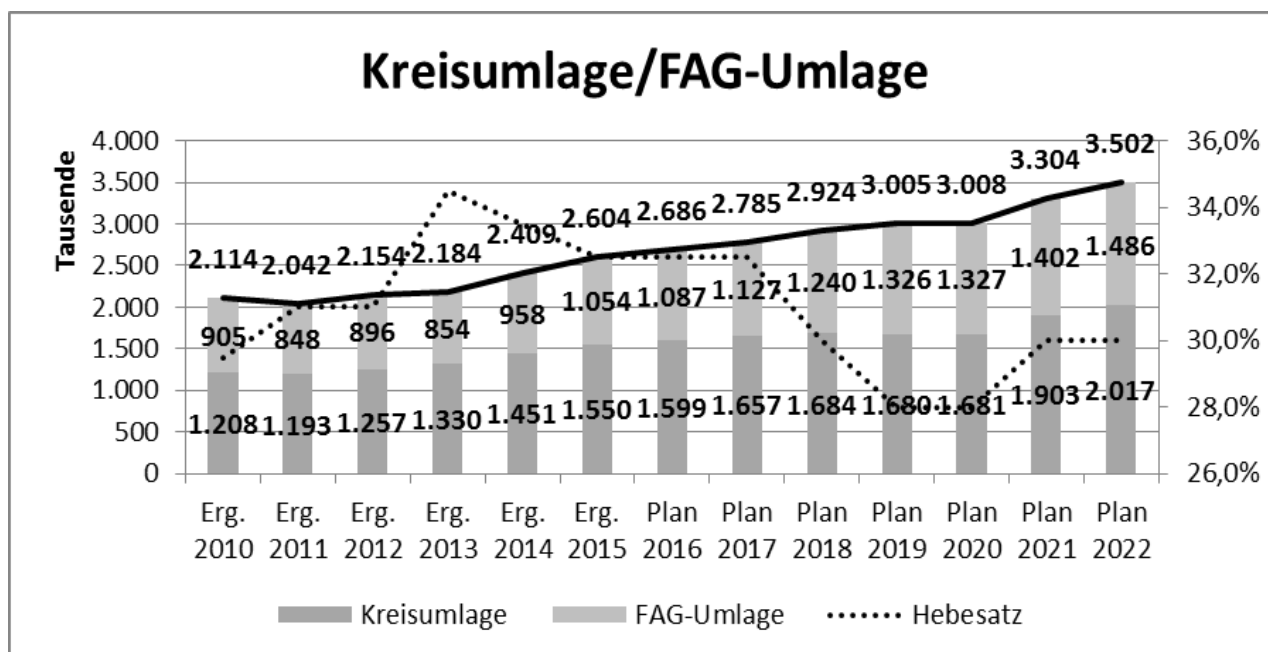 Kreisumlage/FAG-Umlage
Tausende
4.000
3.500
3.000
2.500
2.000
1.500
1.000
500
0
36,0%
34,0%
32,0%
30,0%
28,0%
26,0%
2.114 2.042 2.154 2.184 2.409 2.604 2.686 2.785 2.924 3.005 3.008 3.304 3.502
905 848 896 854 958 1.054 1.087 1.127 1.240 1.326 1.327 1.402 1.486
1.208 1.193 1.257 1.330 1.451 1.550 1.599 1.657 1.684 1.680 1.681 1.903 2.017
Erg. Erg. Erg. Erg. Erg. Erg. Plan Plan Plan Plan Plan Plan Plan
2010 2011 2012 2013 2014 2015 2016 2017 2018 2019 2020 2021 2022
Kreisumlage FAG-Umlage Hebesatz